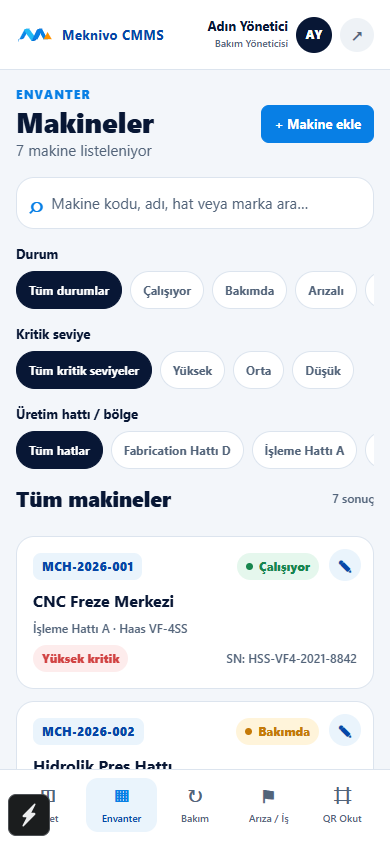 Meknivo CMMS
Adın Yönetici
Bakım Yöneticisi
AY
ENVANTER
Makineler
+ Makine ekle
7 makine listeleniyor
Makine kodu, adı, hat veya marka ara...
Durum
Tüm durumlar
Çalışıyor
Bakımda
Arızalı
Kritik seviye
Tüm kritik seviyeler
Yüksek
Orta
Düşük
Üretim hattı / bölge
Tüm hatlar
Fabrication Hattı D
İşleme Hattı A
Tüm makineler
7 sonuç
MCH-2026-001
Çalışıyor
CNC Freze Merkezi
İşleme Hattı A · Haas VF-4SS
Yüksek kritik
SN: HSS-VF4-2021-8842
MCH-2026-002
Bakımda
Hidrolik Pres Hattı
Envanter
Bakım
Arıza / İş
QR Okut